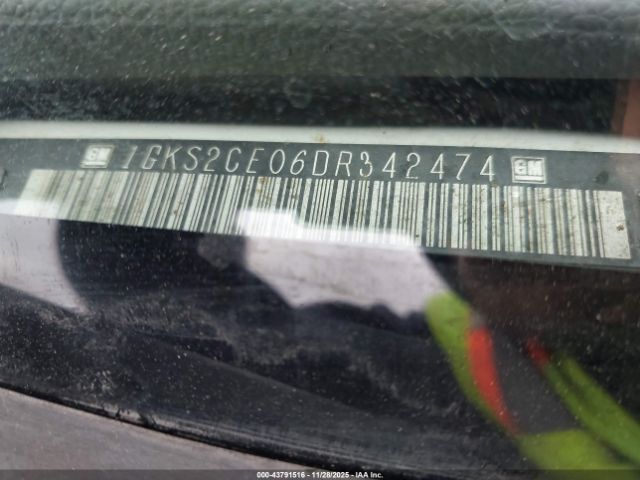 GM 1GKS2CE06DR342474 GM
000-43791516 11/28/2025 - IAA Inc.